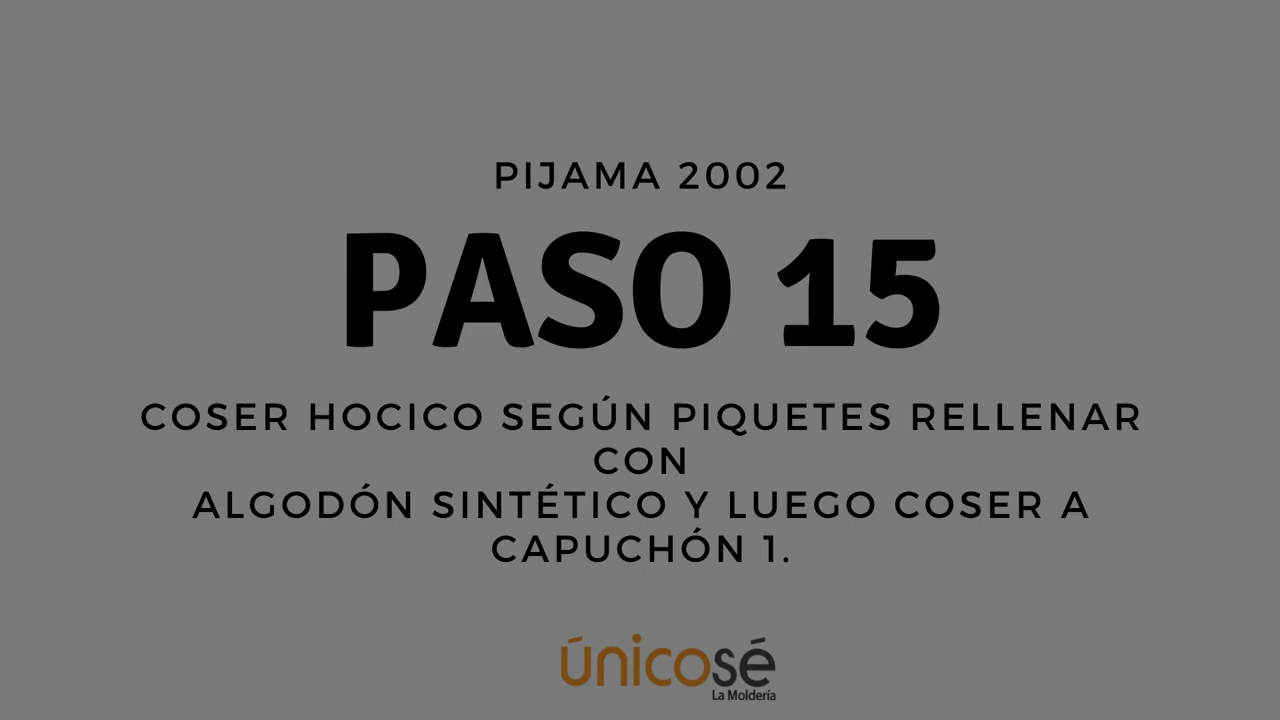 PIJAMA 2002
PASO 15
COSER HOCICO SEGÚN PIQUETES RELLENAR
CON
ALGODÓN SINTÉTICO Y LUEGO COSER A
CAPUCHÓN 1.
únicosé
La Moldería